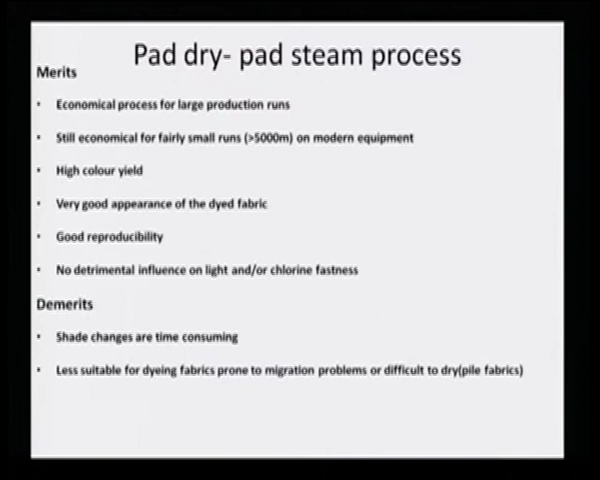 Pad dry- pad steam process
Merits
• Economical process for large production runs
• Still economical for fairly small runs (>5000m) on modern equipment
• High colour yield
• Very good appearance of the dyed fabric
• Good reproducibility
• No detrimental influence on light and/or chlorine fastness
Demerits
• Shade changes are time consuming
• Less suitable for dyeing fabrics prone to migration problems or difficult to dry(pile fabrics)